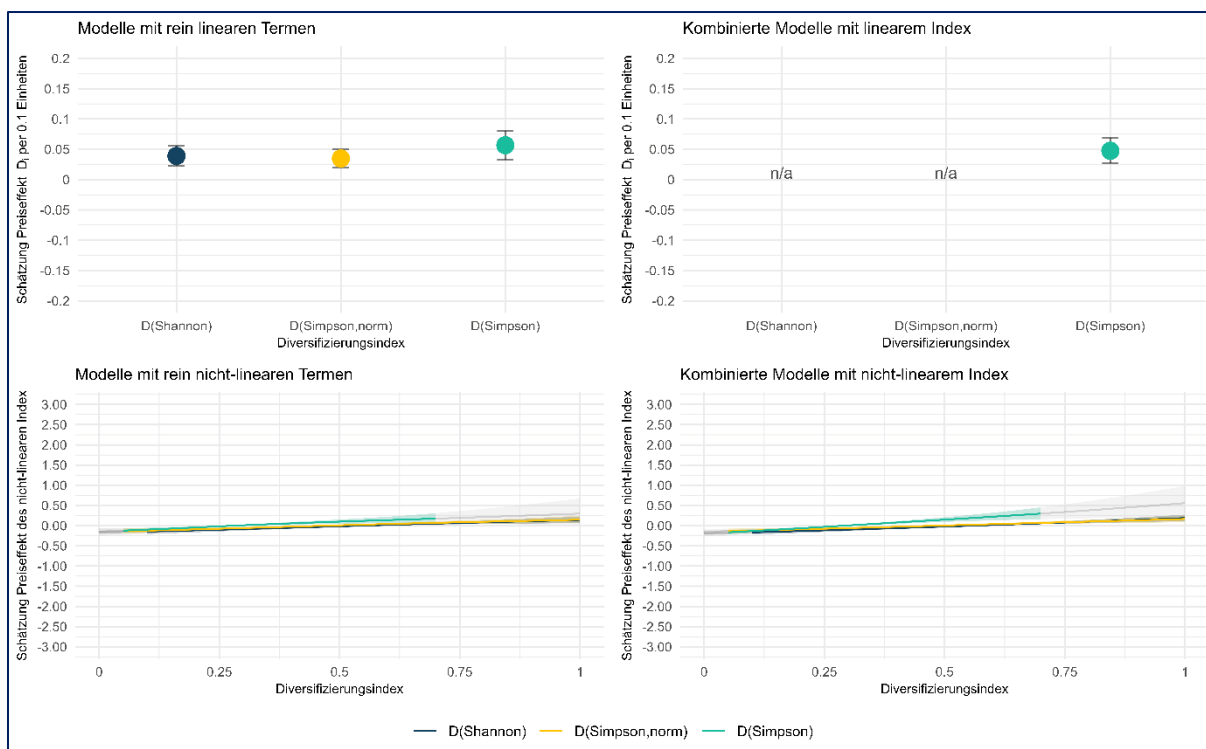 Modelle mit rein linearen Termen
Schätzung Preiseffekt Dᵢ per 0.1 Einheiten
0.2
0.15
0.1
0.05
0
-0.05
-0.1
-0.15
-0.2
D(Shannon)
D(Simpson,norm)
D(Simpson)
Diversifizierungsindex
Kombinierte Modelle mit linearem Index
Schätzung Preiseffekt Dᵢ per 0.1 Einheiten
0.2
0.15
0.1
0.05
0
-0.05
-0.1
-0.15
-0.2
n/a
n/a
D(Shannon)
D(Simpson,norm)
D(Simpson)
Diversifizierungsindex
Modelle mit rein nicht-linearen Termen
Schätzung Preiseffekt des nicht-linearen Index
3.00
2.50
2.00
1.50
1.00
0.50
0.00
-0.50
-1.00
-1.50
-2.00
-2.50
-3.00
0
0.25
0.5
0.75
1
Diversifizierungsindex
Kombinierte Modelle mit nicht-linearem Index
Schätzung Preiseffekt des nicht-linearen Index
3.00
2.50
2.00
1.50
1.00
0.50
0.00
-0.50
-1.00
-1.50
-2.00
-2.50
-3.00
0
0.25
0.5
0.75
1
Diversifizierungsindex
D(Shannon) D(Simpson,norm) D(Simpson)